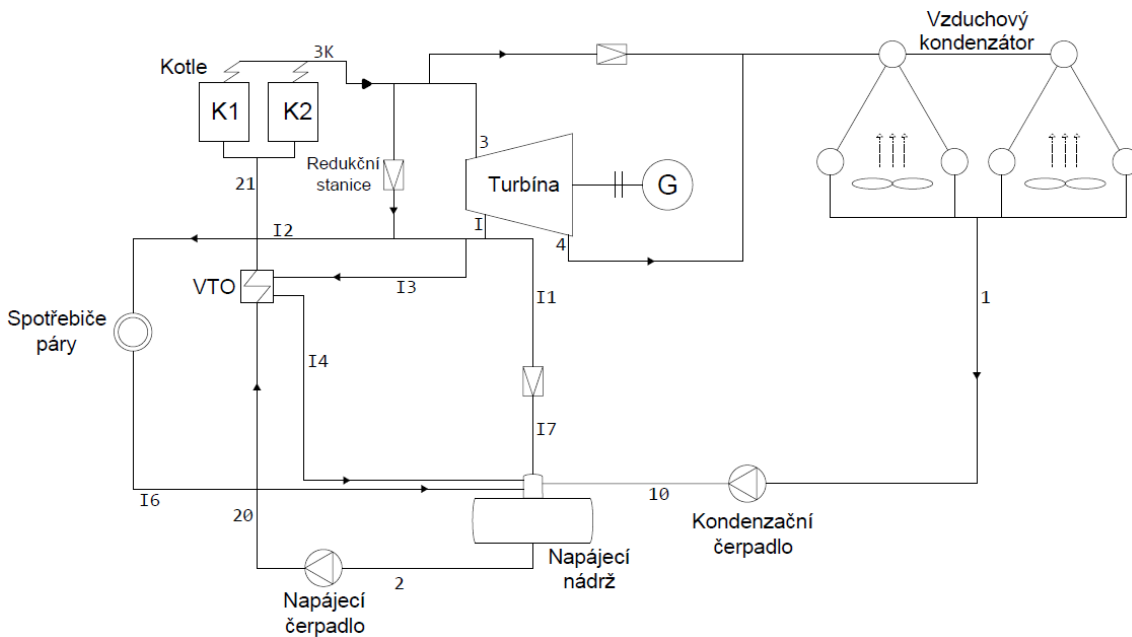 Vzduchový
kondenzátor
3K
Kotle
K1
K2
3
Redukční
stanice
Turbína
G
21
I
4
I2
VTO
I3
I1
1
Spotřebiče
páry
I4
I7
I6
10
20
Kondenzační
čerpadlo
Napájecí
nádrž
2
Napájecí
čerpadlo